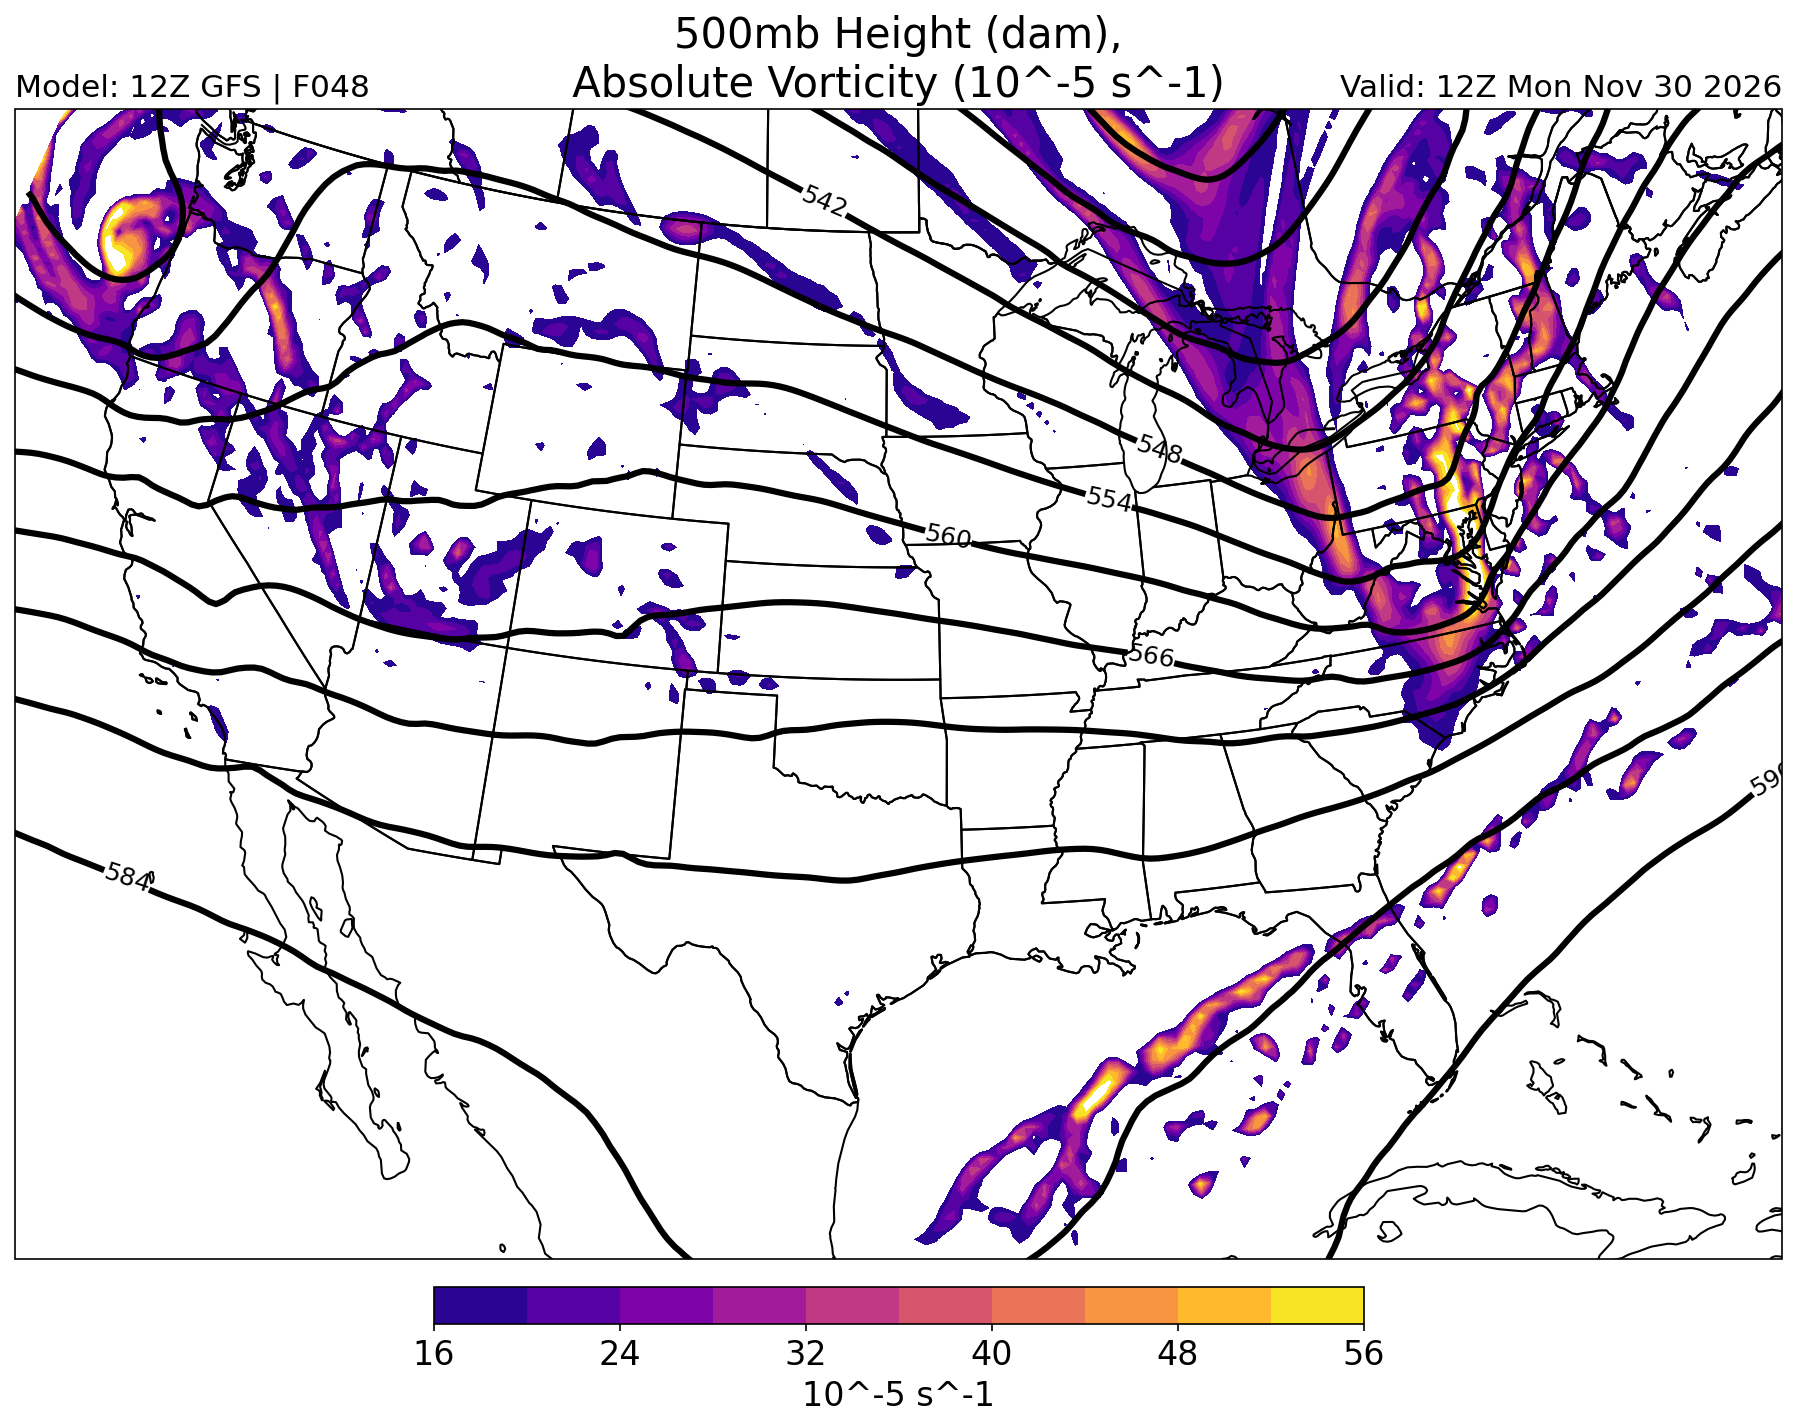 500mb Height (dam),
Model: 12Z GFS | F048
Absolute Vorticity (10^-5 s^-1)
Valid: 12Z Mon Nov 30 2026
542
548
554
560
566
584
16
24
32
40
48
56
10^-5 s^-1